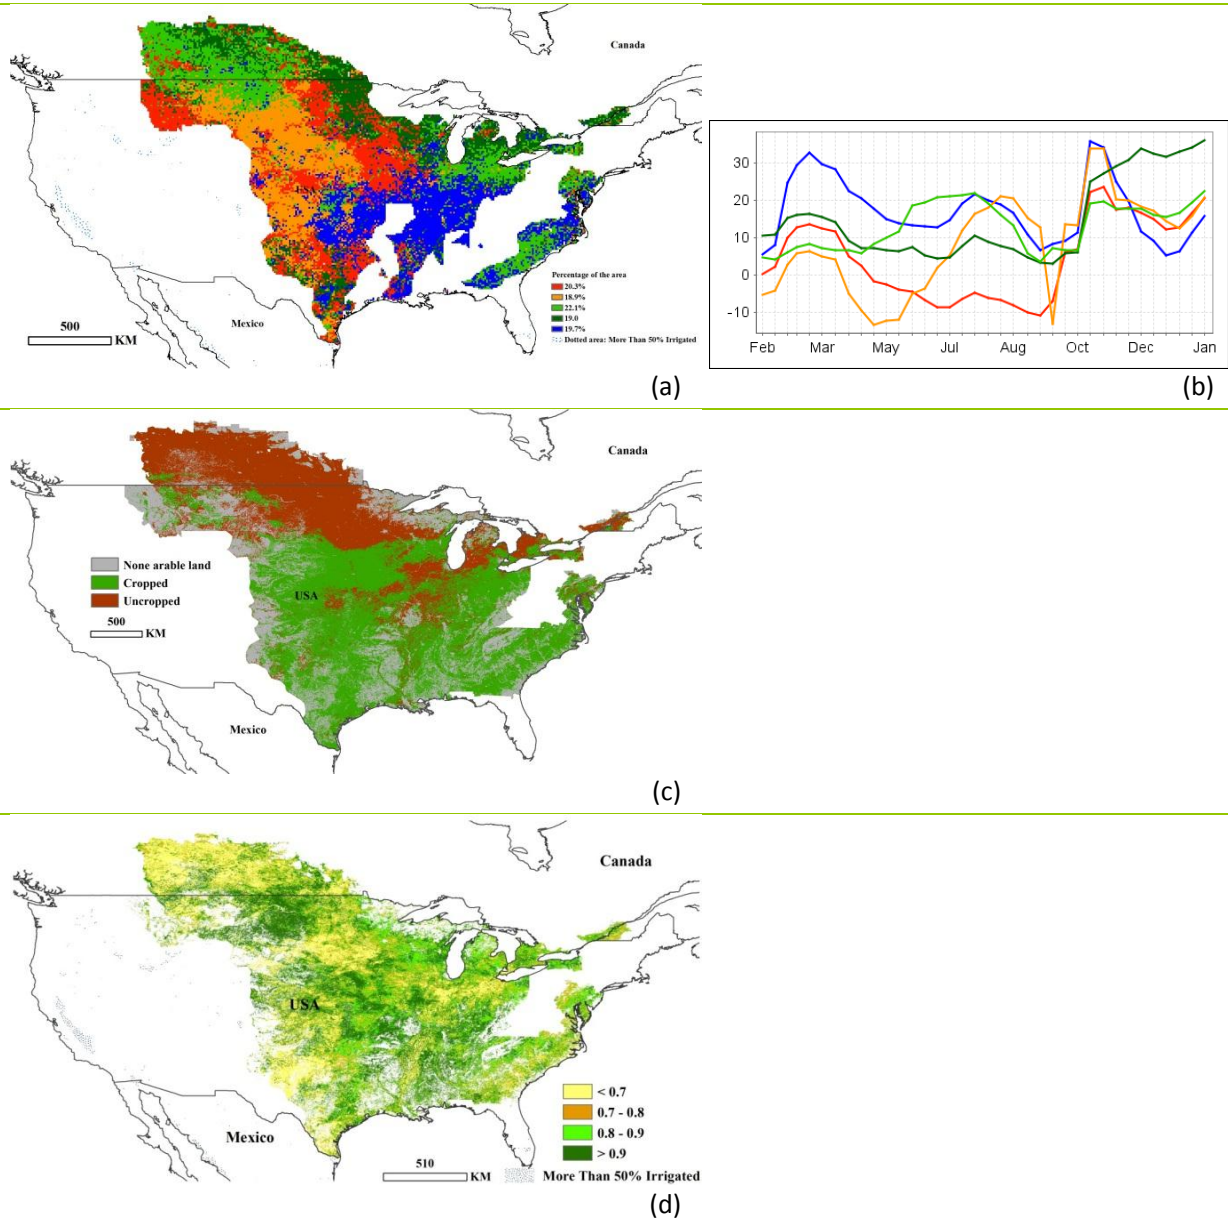 Canada
USA
Mexico
Percentage of the area
20.3%
18.9%
22.1%
19.0
19.7%
Dotted area: More Than 50% Irrigated
500
KM
(a)
30
20
10
0
-10
Feb Mar May Jul Aug Oct Dec Jan
(b)
Canada
None arable land
Cropped
Uncropped
USA
500
KM
Mexico
(c)
Canada
USA
Mexico
< 0.7
0.7 - 0.8
0.8 - 0.9
> 0.9
510
KM
More Than 50% Irrigated
(d)